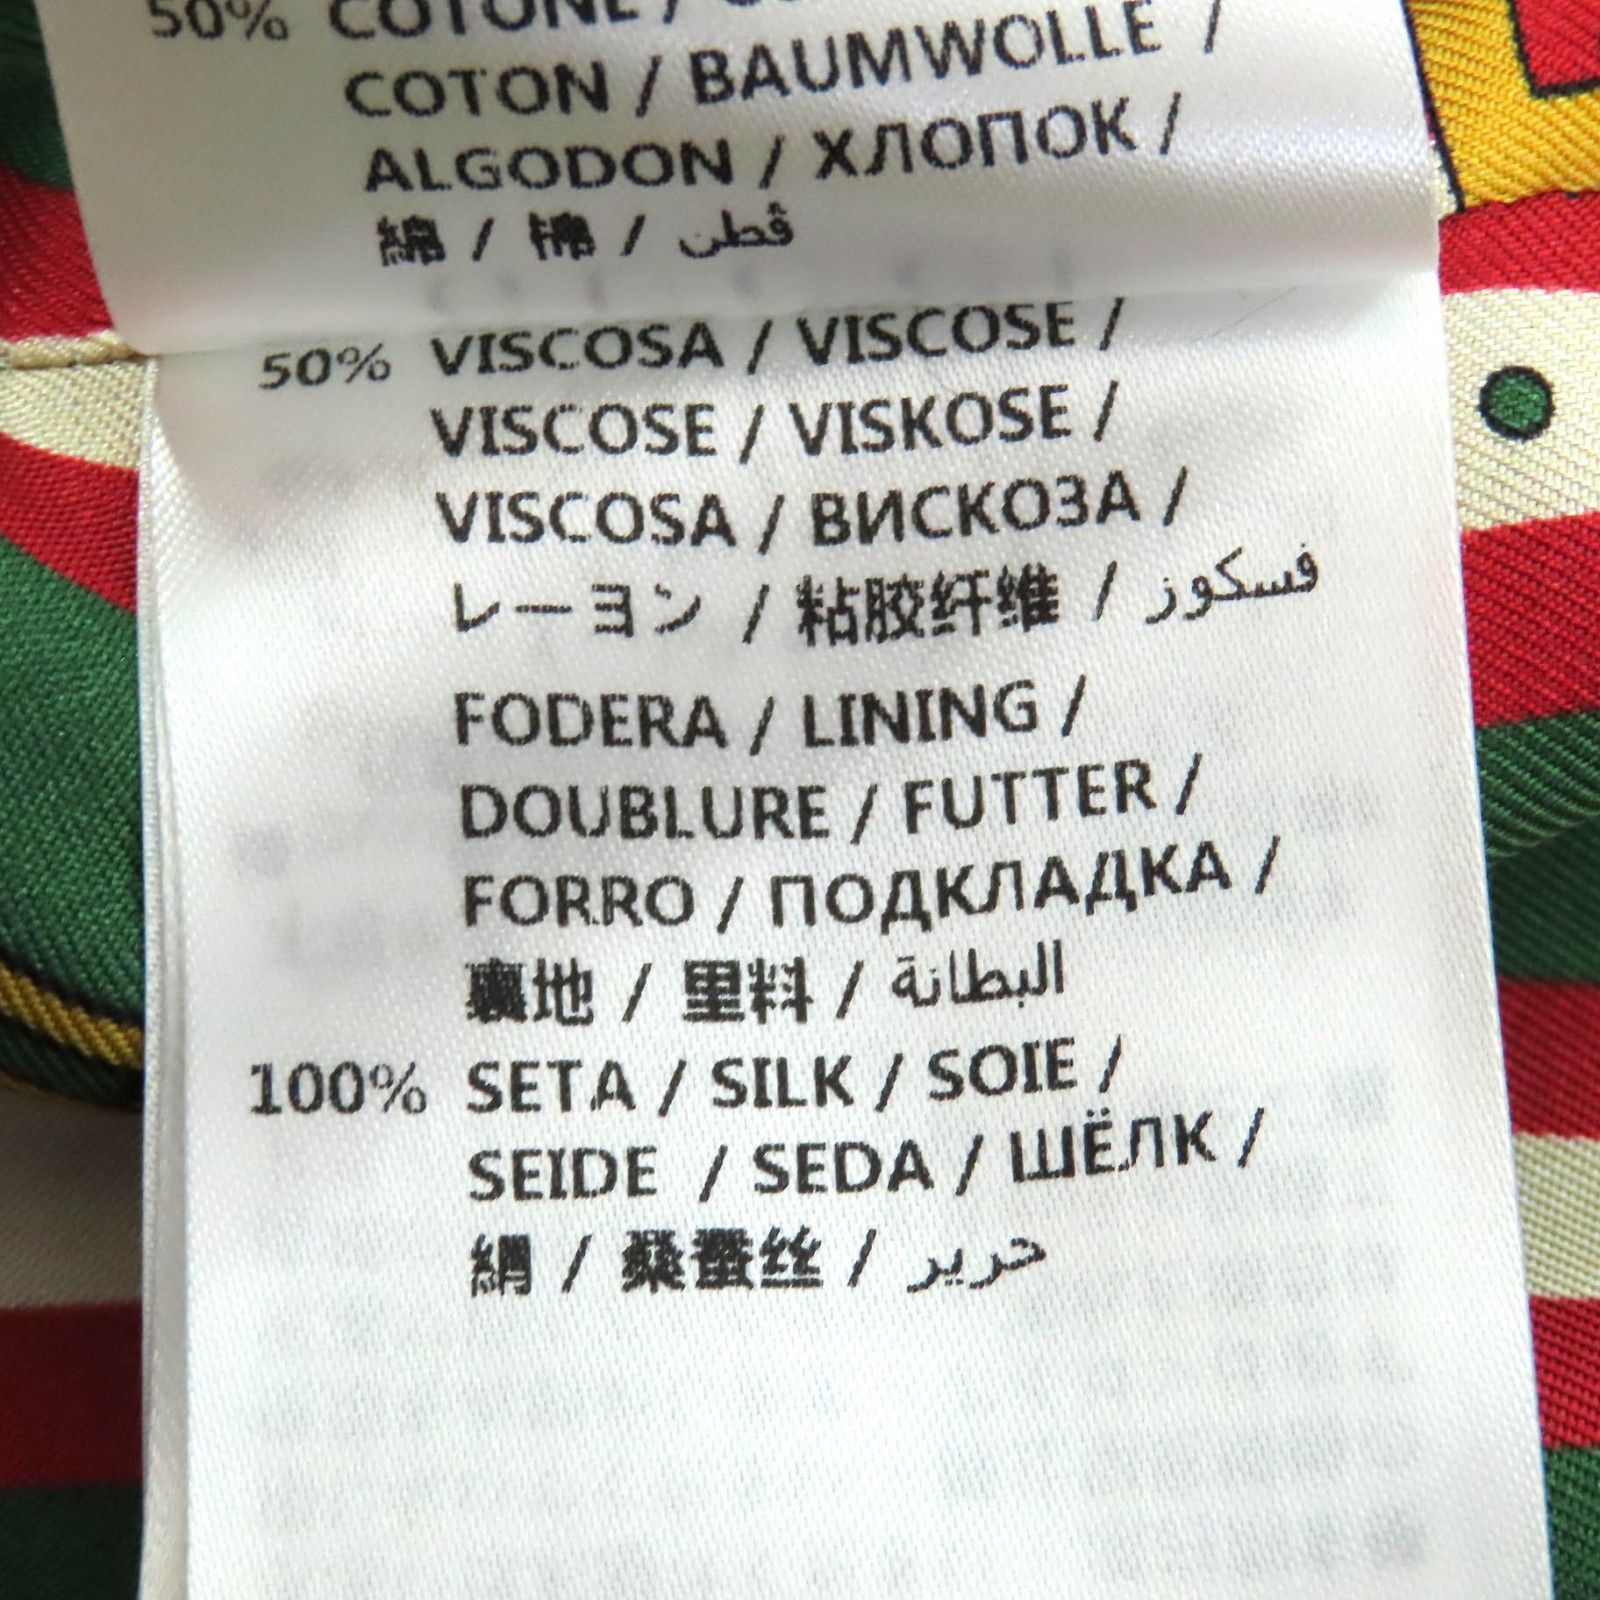 50% COTONE /
COTON / BAUMWOLLE /
ALGODON / ХЛОПОК /
綿 / 棉 / قطن
50% VISCOSA / VISCOSE /
VISCOSE / VISKOSE /
VISCOSA / ВИСКОЗА /
レーヨン / 粘胶纤维 / فسكوز
FODERA / LINING /
DOUBLURE / FUTTER /
FORRO / ПОДКЛАДКА /
裏地 / 里料 / البطانة
100% SETA / SILK / SOIE /
SEIDE / SEDA / ШЁЛК /
絹 / 桑蚕丝 / حرير